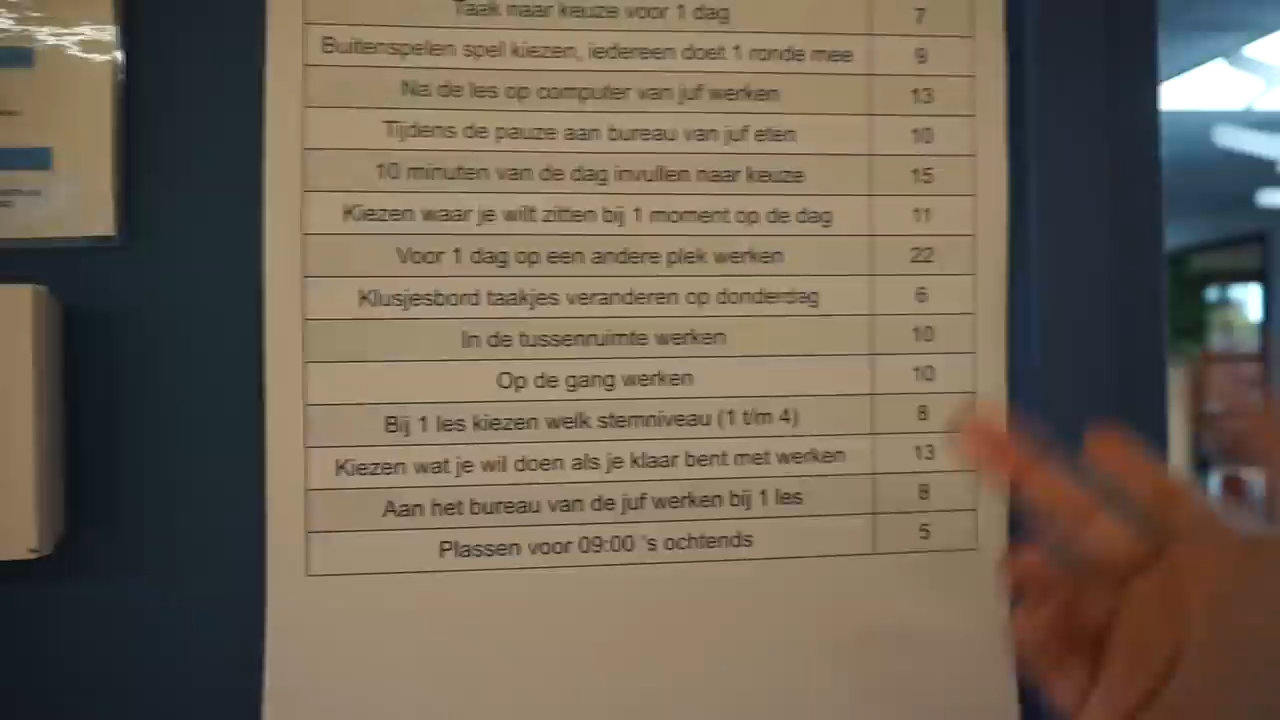 Taak naar keuze voor 1 dag 7
Buitenspelen spel kiezen, iedereen doet 1 ronde mee 9
Na de les op computer van juf werken 13
Tijdens de pauze aan bureau van juf eten 10
10 minuten van de dag invullen naar keuze 15
Kiezen waar je wilt zitten bij 1 moment op de dag 11
Voor 1 dag op een andere plek werken 22
Klusjesbord taakjes veranderen op donderdag 6
In de tussenruimte werken 10
Op de gang werken 10
Bij 1 les kiezen welk stemniveau (1 t/m 4) 8
Kiezen wat je wil doen als je klaar bent met werken 13
Aan het bureau van de juf werken bij 1 les 8
Plassen voor 09:00 's ochtends 5